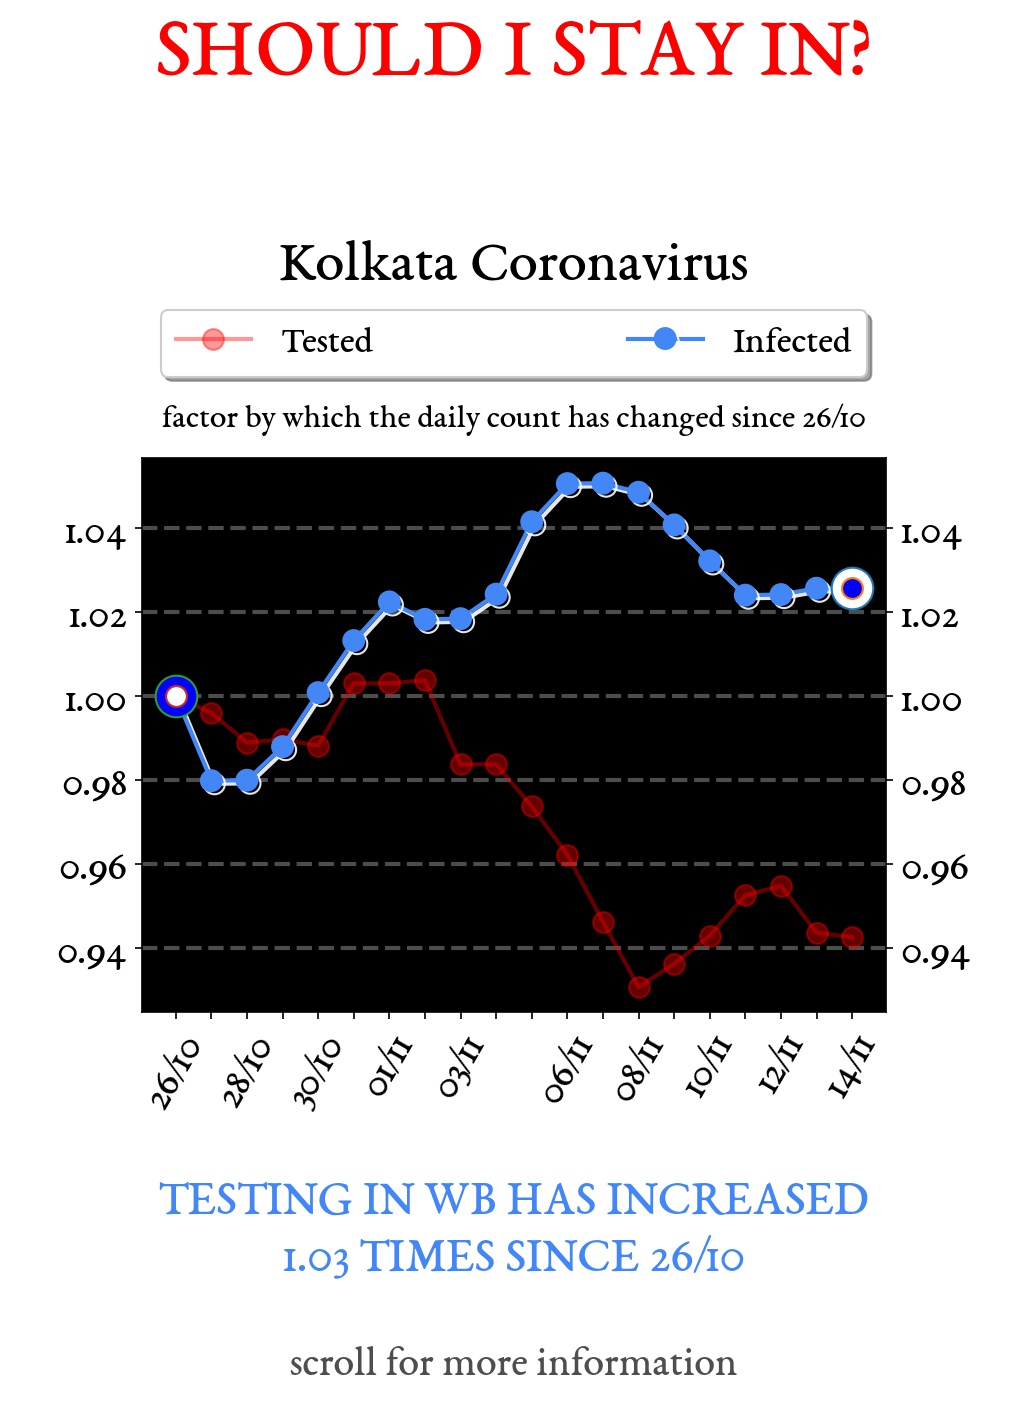 SHOULD I STAY IN?
Kolkata Coronavirus
Tested Infected
factor by which the daily count has changed since 26/10
1.04 1.04
1.02 1.02
1.00 1.00
0.98 0.98
0.96 0.96
0.94 0.94
26/10 28/10 30/10 01/11 03/11 06/11 08/11 10/11 12/11 14/11
TESTING IN WB HAS INCREASED
1.03 TIMES SINCE 26/10
scroll for more information